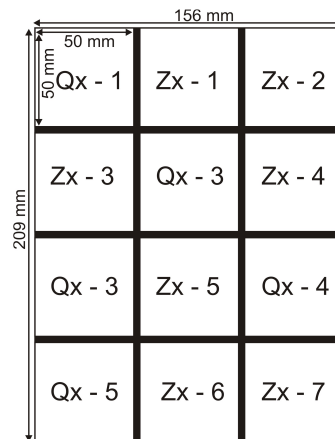 156 mm
50 mm
50 mm
209 mm
Qx - 1 Zx - 1 Zx - 2
Zx - 3 Qx - 3 Zx - 4
Qx - 3 Zx - 5 Qx - 4
Qx - 5 Zx - 6 Zx - 7